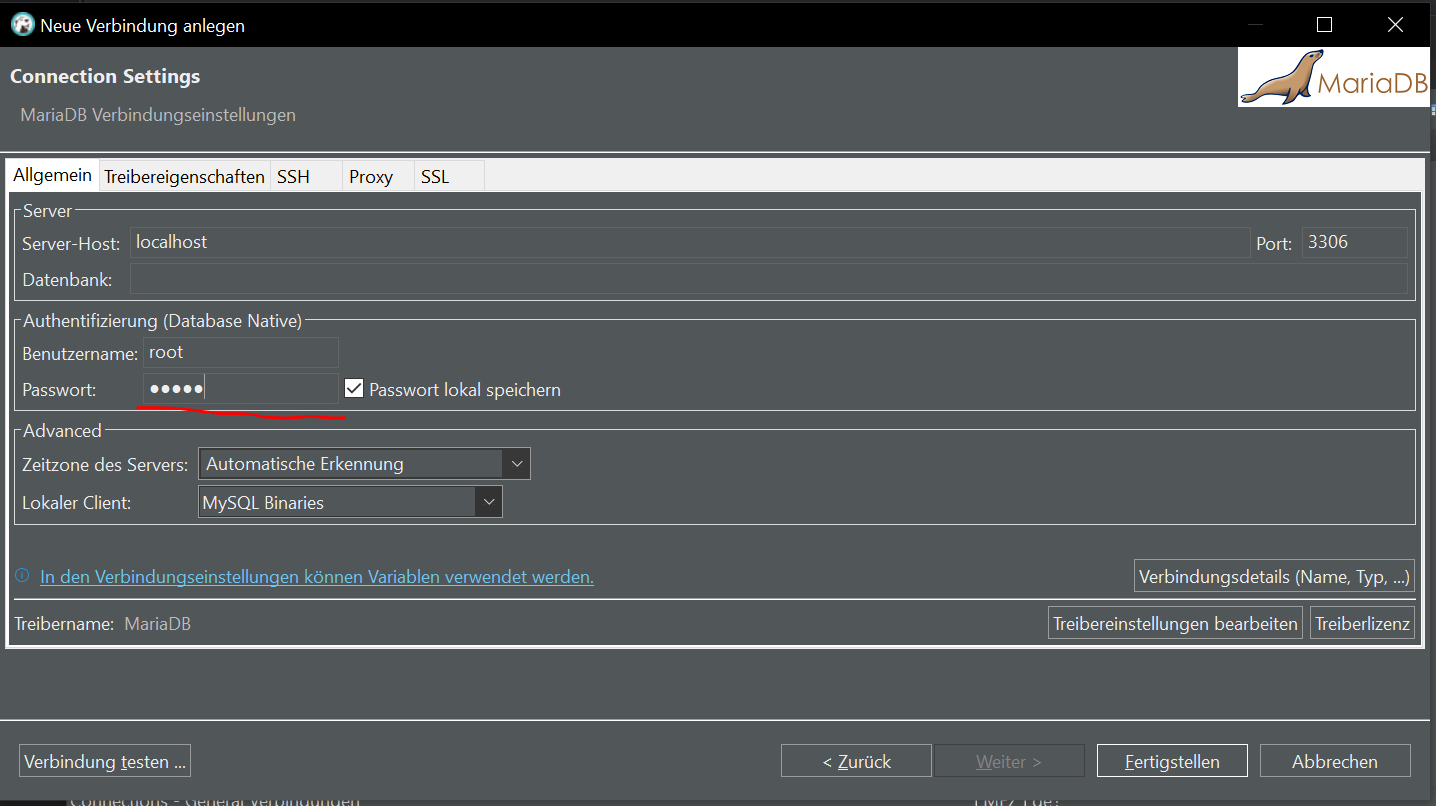 Neue Verbindung anlegen
Connection Settings
MariaDB Verbindungseinstellungen
MariaDB
Allgemein Treibereigenschaften SSH Proxy SSL
Server
Server-Host: localhost Port: 3306
Datenbank:
Authentifizierung (Database Native)
Benutzername: root
Passwort: ●●●●● Passwort lokal speichern
Advanced
Zeitzone des Servers: Automatische Erkennung
Lokaler Client: MySQL Binaries
In den Verbindungseinstellungen können Variablen verwendet werden.
Verbindungsdetails (Name, Typ, ...)
Treibername: MariaDB Treibereinstellungen bearbeiten Treiberlizenz
Verbindung testen ... < Zurück Weiter > Fertigstellen Abbrechen
Connections - General Verbindungen